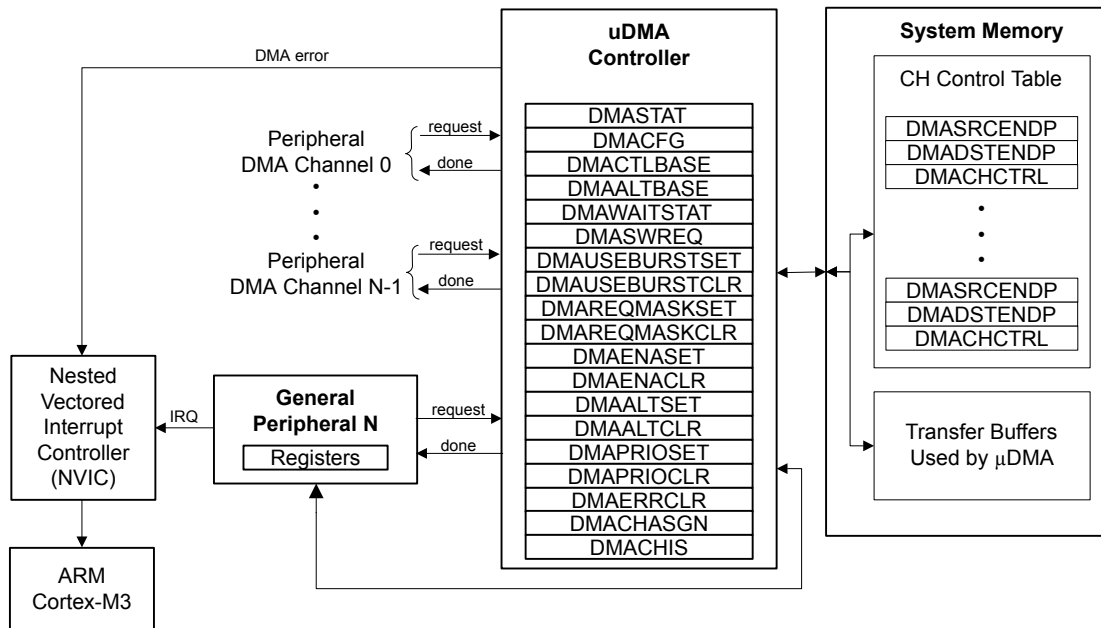 uDMA
Controller
System Memory
DMA error
CH Control Table
DMASTAT
DMACFG
DMACTLBASE
DMAALTBASE
DMAWAITSTAT
DMASWREQ
DMAUSEBURSTSET
DMAUSEBURSTCLR
DMAREQMASKSET
DMAREQMASKCLR
DMAENASET
DMAENACLR
DMAALTSET
DMAALTCLR
DMAPRIOSET
DMAPRIOCLR
DMAERRCLR
DMACHASGN
DMACHIS
Peripheral
DMA Channel 0
request
done
•
•
•
Peripheral
DMA Channel N-1
request
done
DMASRCENDP
DMADSTENDP
DMACHCTRL
•
•
•
DMASRCENDP
DMADSTENDP
DMACHCTRL
Nested
Vectored
Interrupt
Controller
(NVIC)
IRQ
General
Peripheral N
Registers
request
done
Transfer Buffers
Used by μDMA
ARM
Cortex-M3